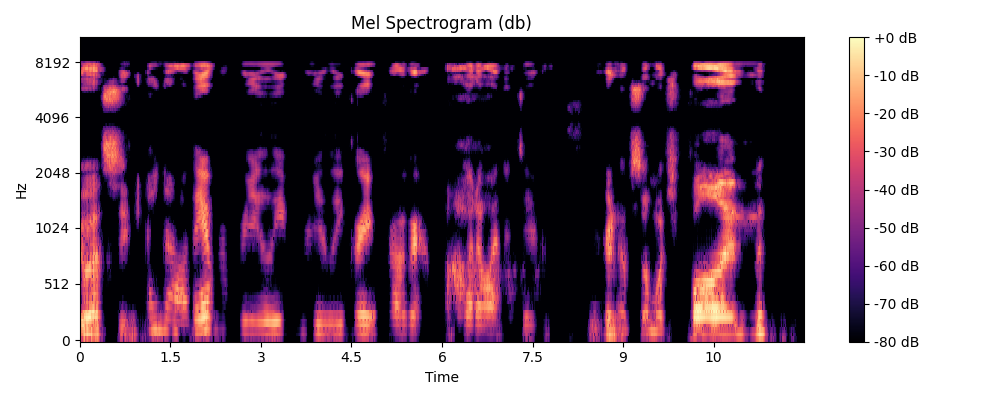 Mel Spectrogram (db)
8192
4096
2048
1024
512
0
Hz
0 1.5 3 4.5 6 7.5 9 10
Time
+0 dB
-10 dB
-20 dB
-30 dB
-40 dB
-50 dB
-60 dB
-70 dB
-80 dB